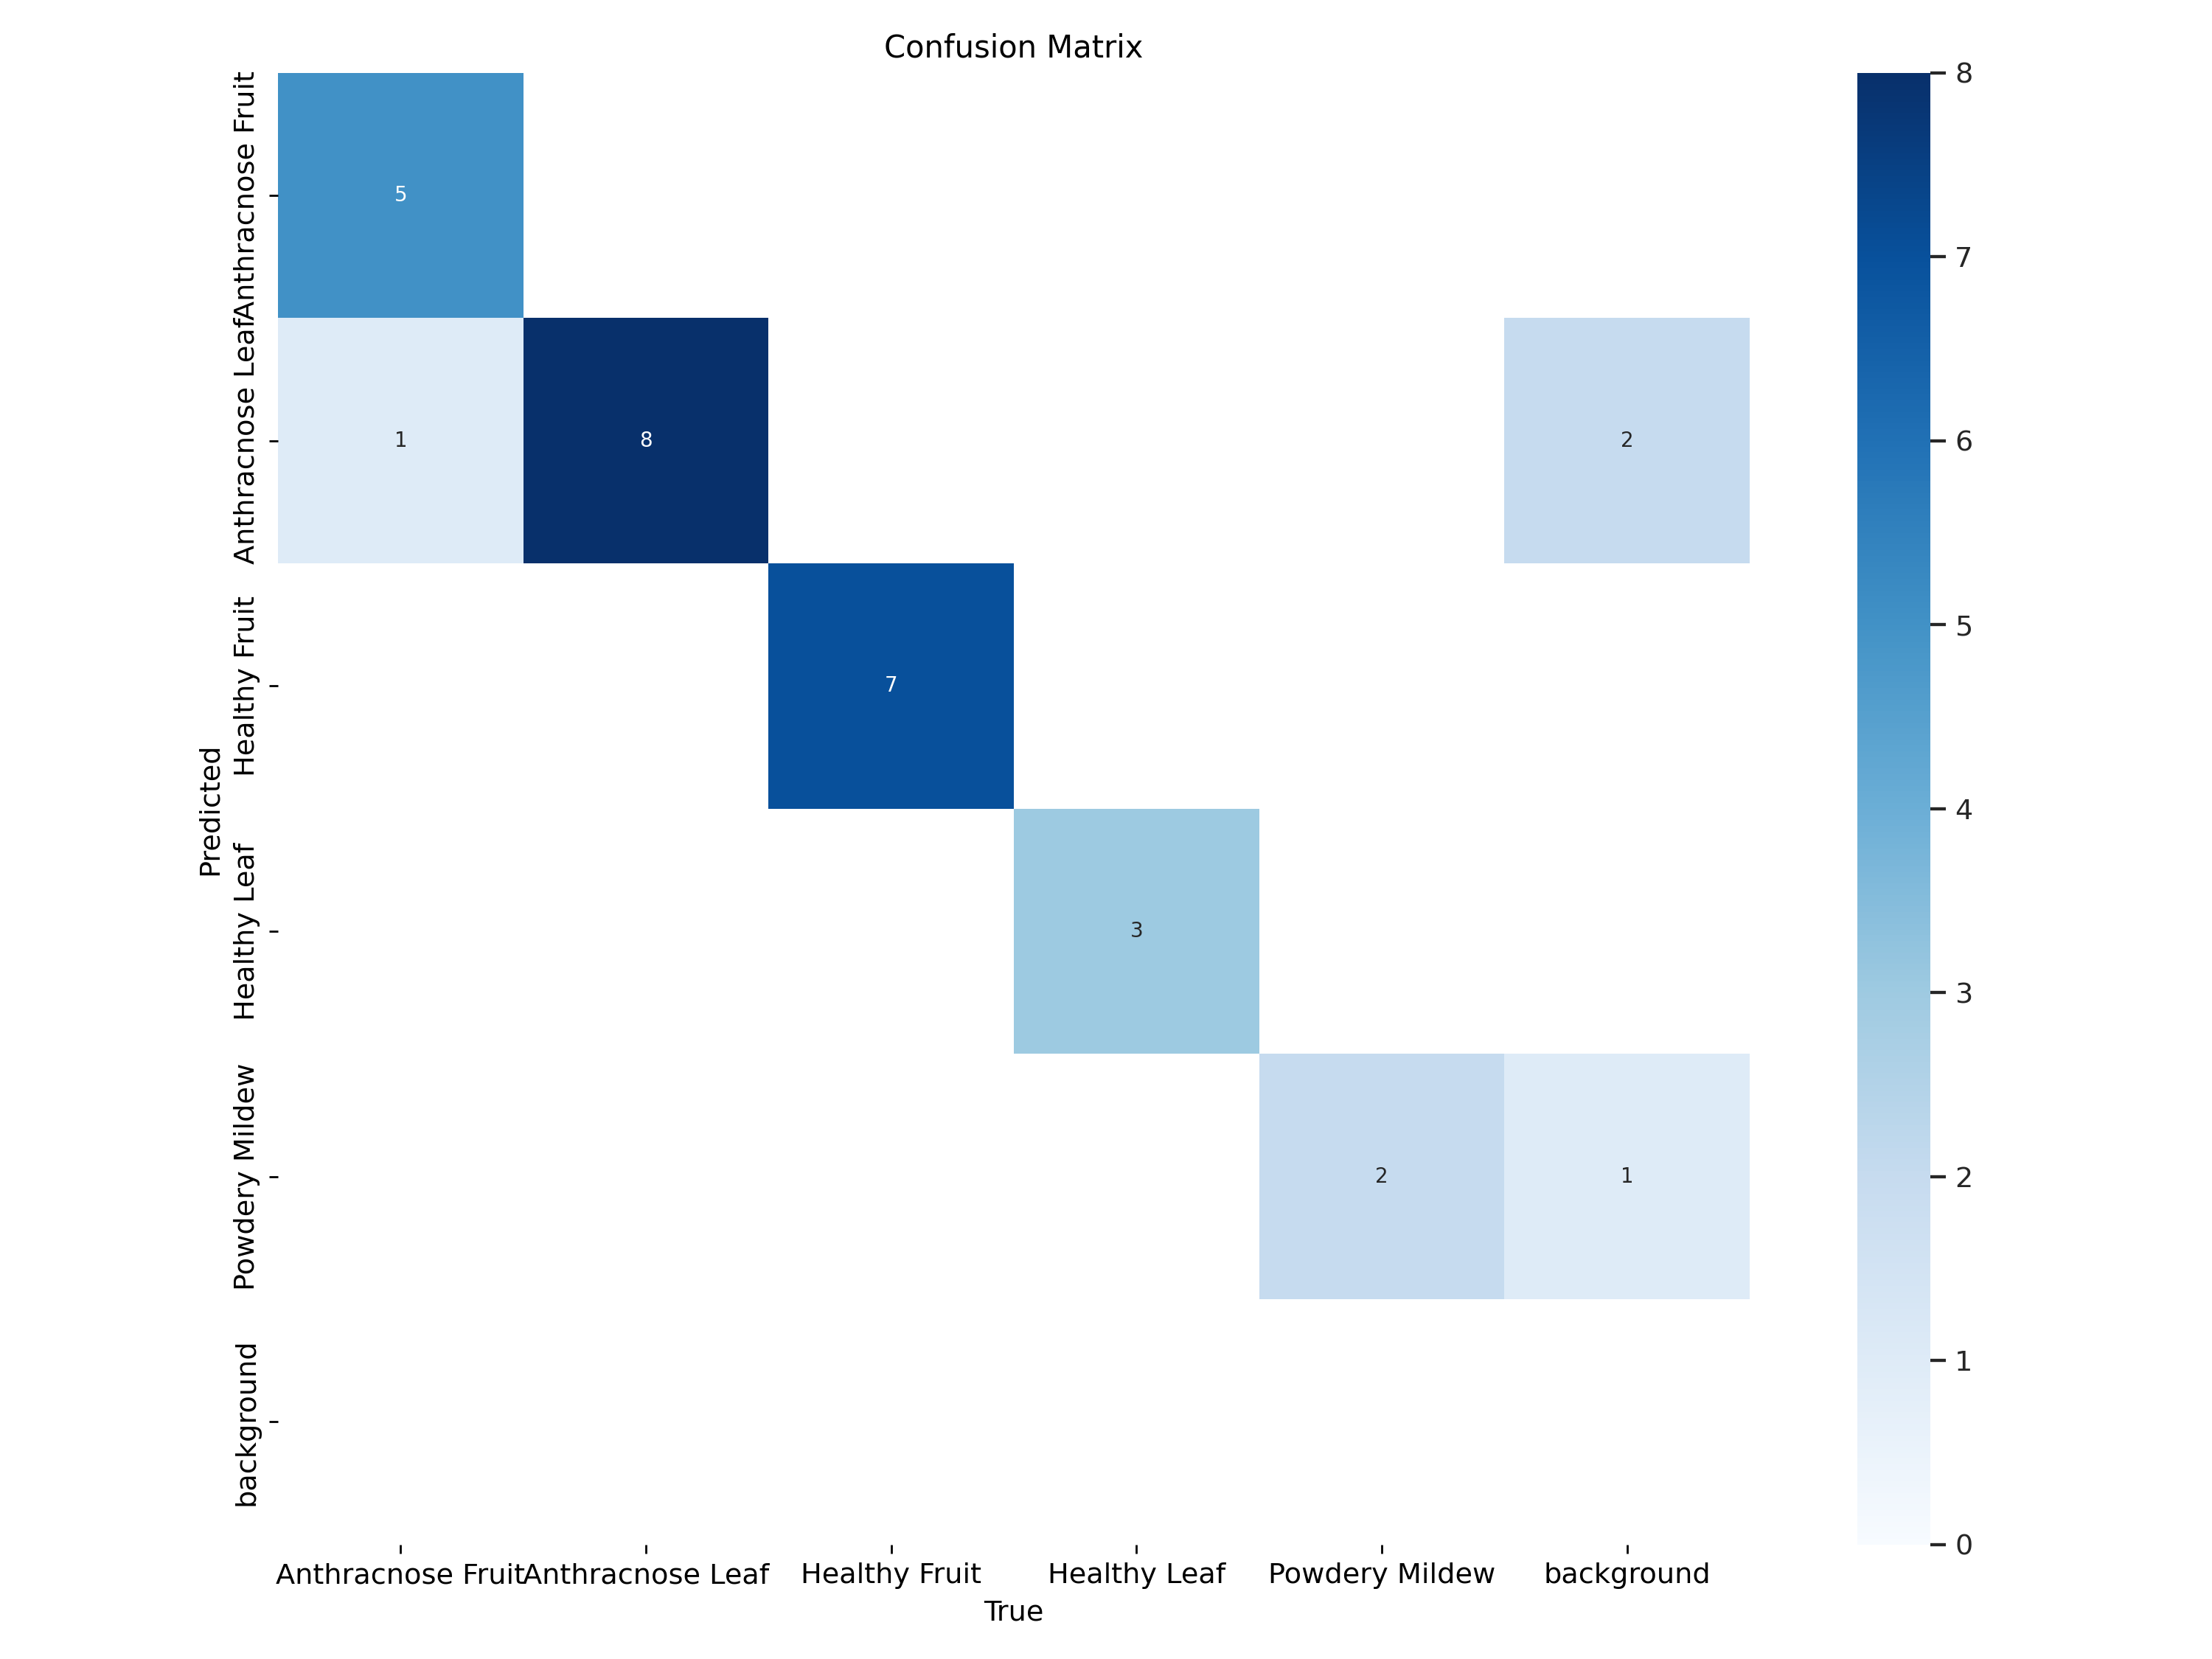 Confusion Matrix
Anthracnose Fruit
Anthracnose Leaf
Healthy Fruit
Healthy Leaf
Powdery Mildew
background
Predicted
5
1 8 2
7
3
2 1
Anthracnose Fruit Anthracnose Leaf Healthy Fruit Healthy Leaf Powdery Mildew background
True
8
7
6
5
4
3
2
1
0